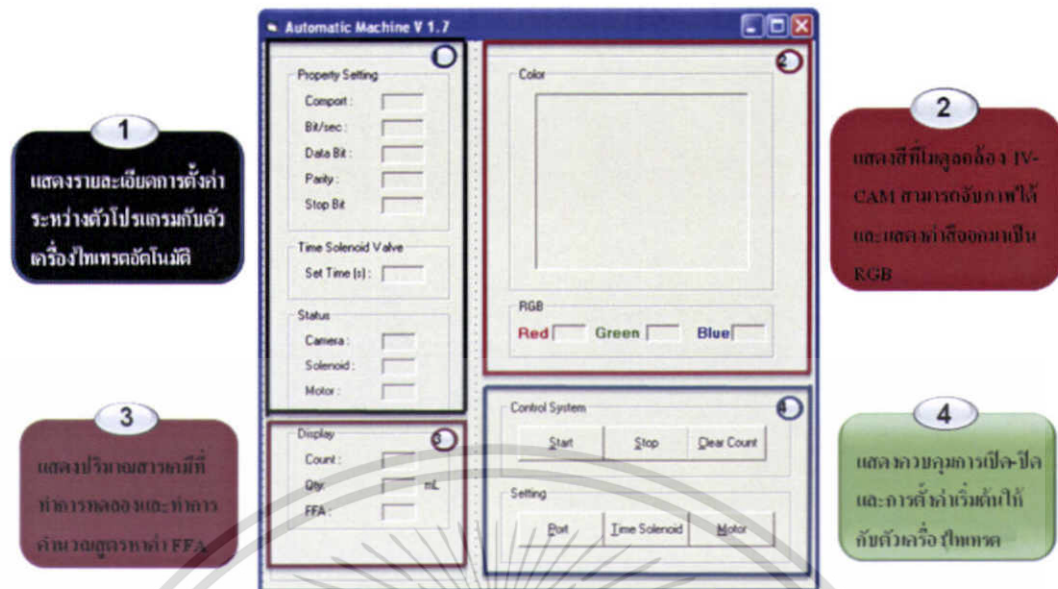 Automatic Machine V 1.7
1
Property Setting
Comport :
Bit/sec :
Data Bit :
Parity :
Stop Bit
Time Solenoid Valve
Set Time (s) :
Status
Camera :
Solenoid :
Motor :
2
Color
RGB
Red Green Blue
3
Display
Count :
Qty. mL
FFA :
4
Control System
Start Stop Clear Count
Setting
Port Time Solenoid Motor
1
แสดงรายละเอียดการตั้งค่า
ระหว่างตัวโปรแกรมกับตัว
เครื่องไทเทรตอัตโนมัติ
2
แสดงสีที่โมดูลกล้อง IV-
CAM สามารถจับภาพได้
และแสดงค่าสีออกมาเป็น
RGB
3
แสดงปริมาณสารเคมีที่
ทำการทดลองและทำการ
คำนวณสูตรหาค่า FFA
4
แสดงควบคุมการเปิด-ปิด
และการตั้งค่าเริ่มต้นให้
กับตัวเครื่องไทเทรต